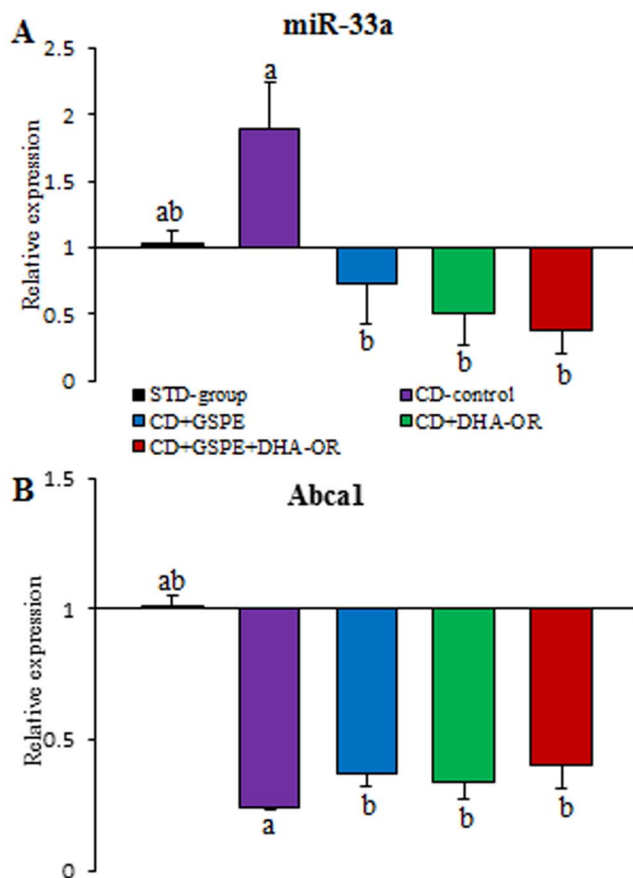 A
miR-33a
Relative expression
2.5
2
1.5
1
0.5
0
ab
a
b
b
b
STD-group
CD-control
CD+GSPE
CD+DHA-OR
CD+GSPE+DHA-OR
B
Abca1
Relative expression
1.5
1
0.5
0
ab
a
b
b
b